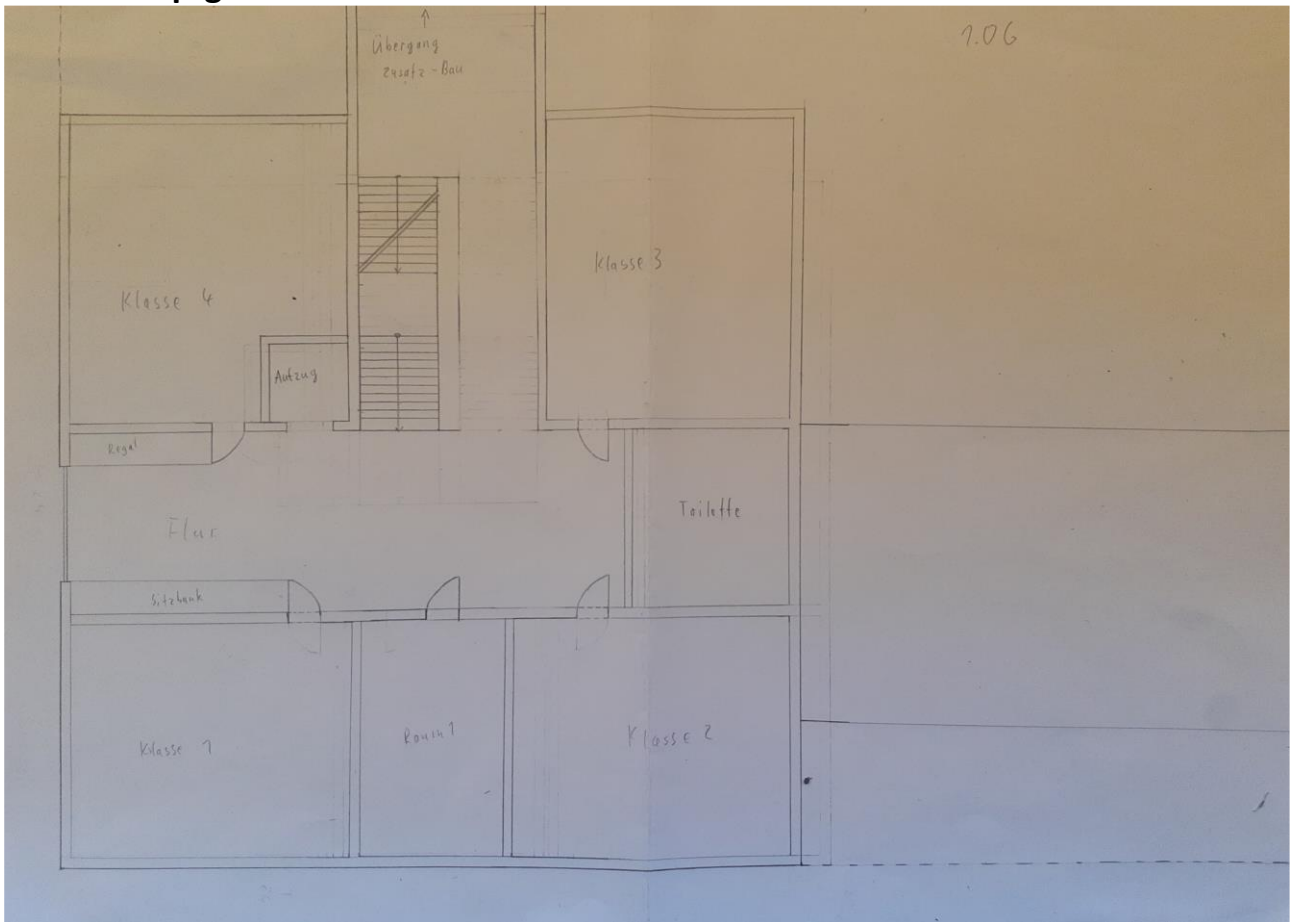 Übergang
Zusatz-Bau
1.OG
Klasse 3
Klasse 4
Aufzug
Regal
Toilette
Flur
Sitzbank
Klasse 1
Raum 1
Klasse 2